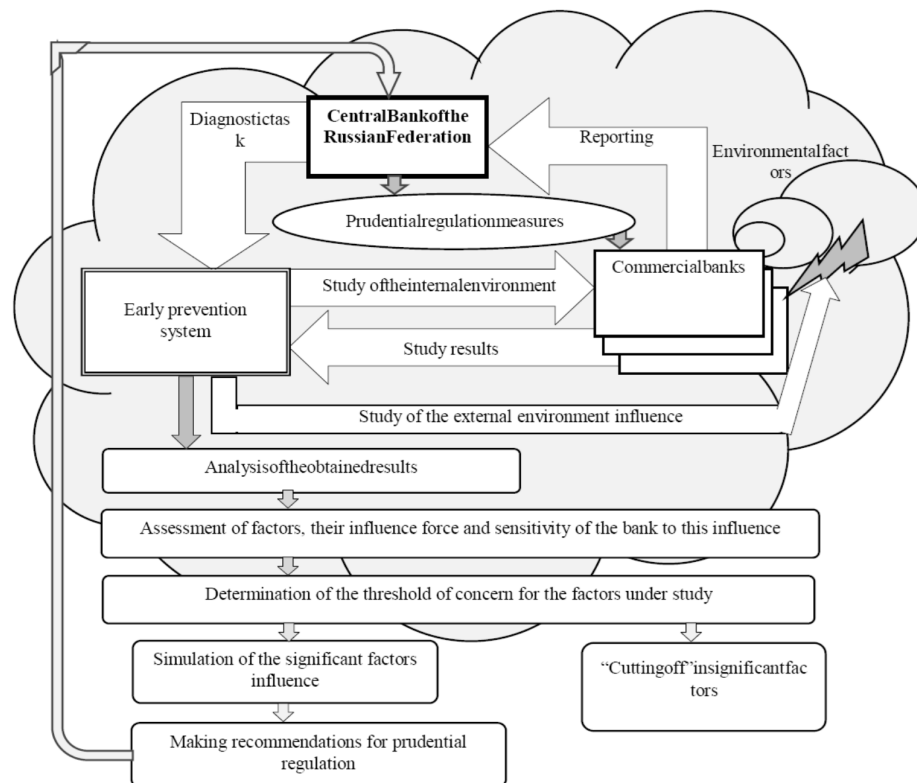 CentralBankofthe
RussianFederation
Diagnostictas
k
Reporting
Environmentalfact
ors
Prudentialregulationmeasures
Commercialbanks
Study oftheinternalenvironment
Early prevention
system
Study results
Study of the external environment influence
Analysisoftheobtainedresults
Assessment of factors, their influence force and sensitivity of the bank to this influence
Determination of the threshold of concern for the factors under study
Simulation of the significant factors
influence
“Cuttingoff”insignificantfac
tors
Making recommendations for prudential
regulation